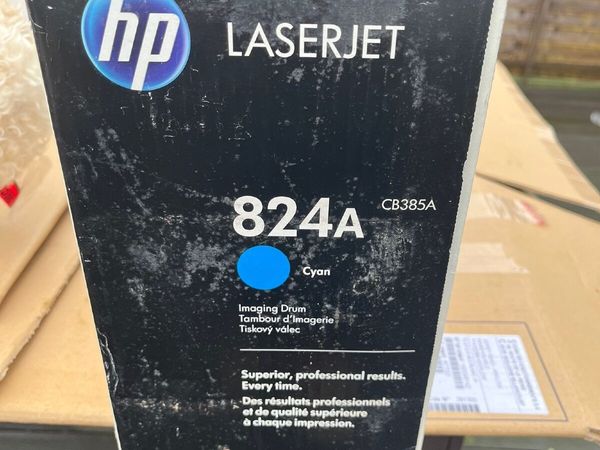 hp
LASERJET
824A CB385A
Cyan
Imaging Drum
Tambour d'Imagerie
Tiskový válec
Superior, professional results.
Every time.
Des résultats professionnels
et de qualité supérieure
à chaque impression.